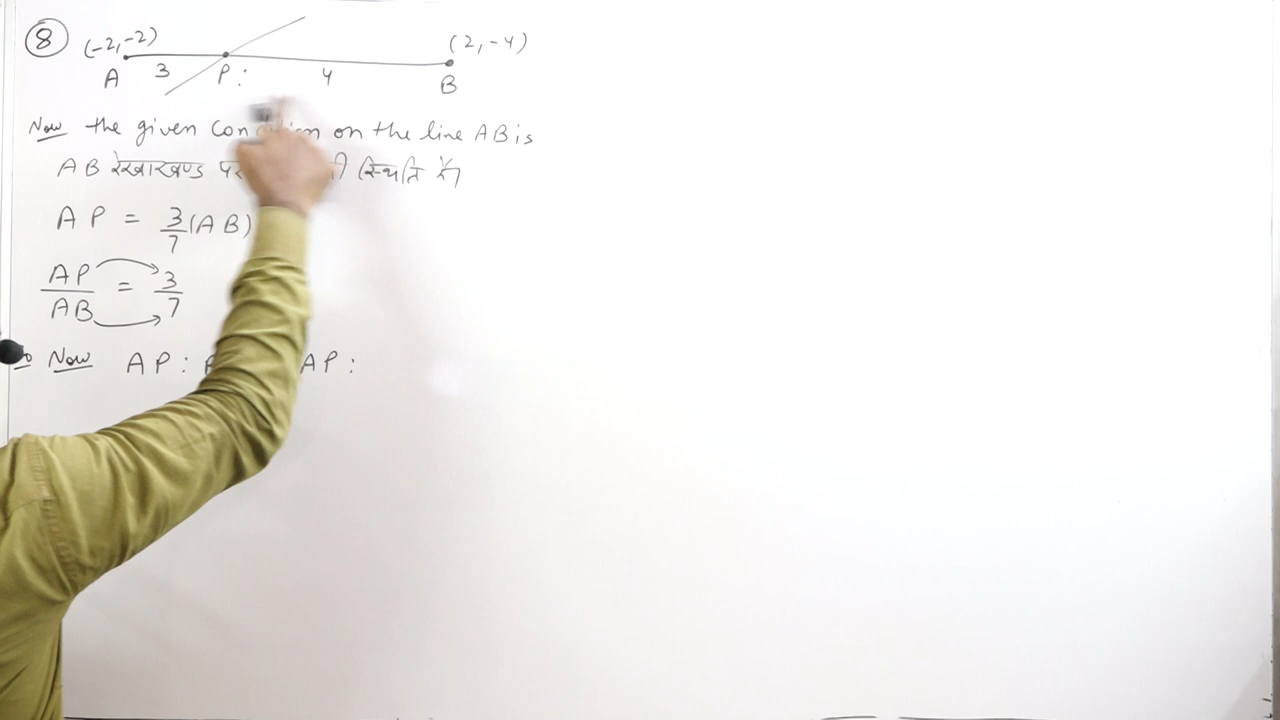 8 (-2,-2) (2,-4)
A 3 P: 4 B
Now the given condition on the line AB is
AB रेखाखण्ड स्थिति में
AP = 3/7 (AB)
AP/AB = 3/7
Now AP: AP: